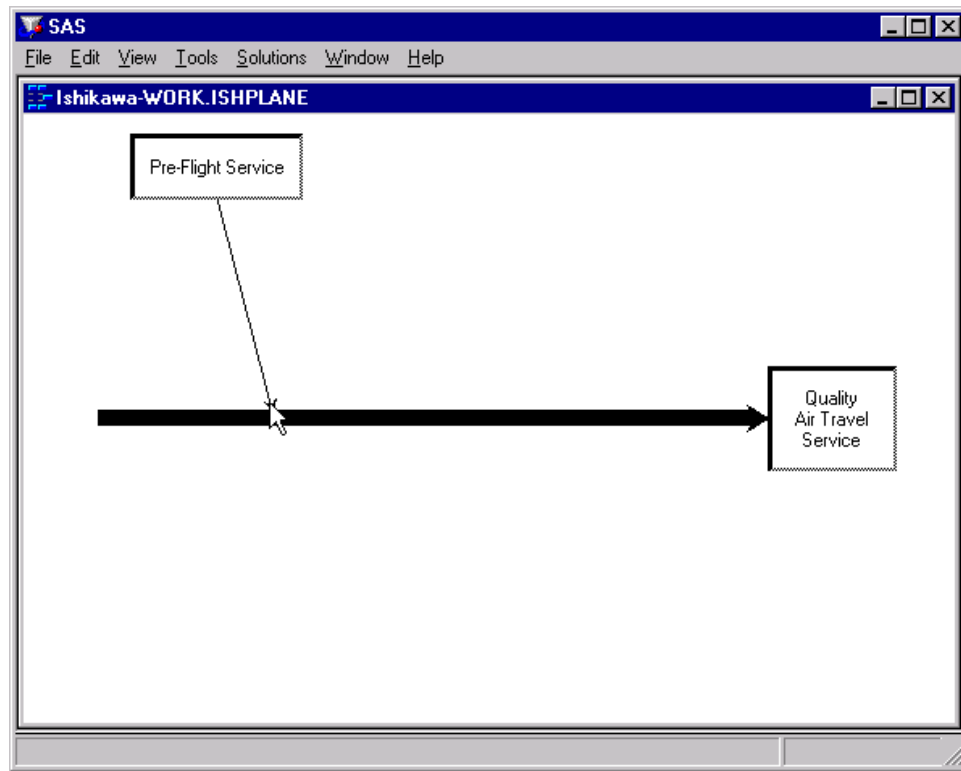 SAS
File Edit View Tools Solutions Window Help
Ishikawa-WORK.ISHPLANE
Pre-Flight Service
Quality
Air Travel
Service